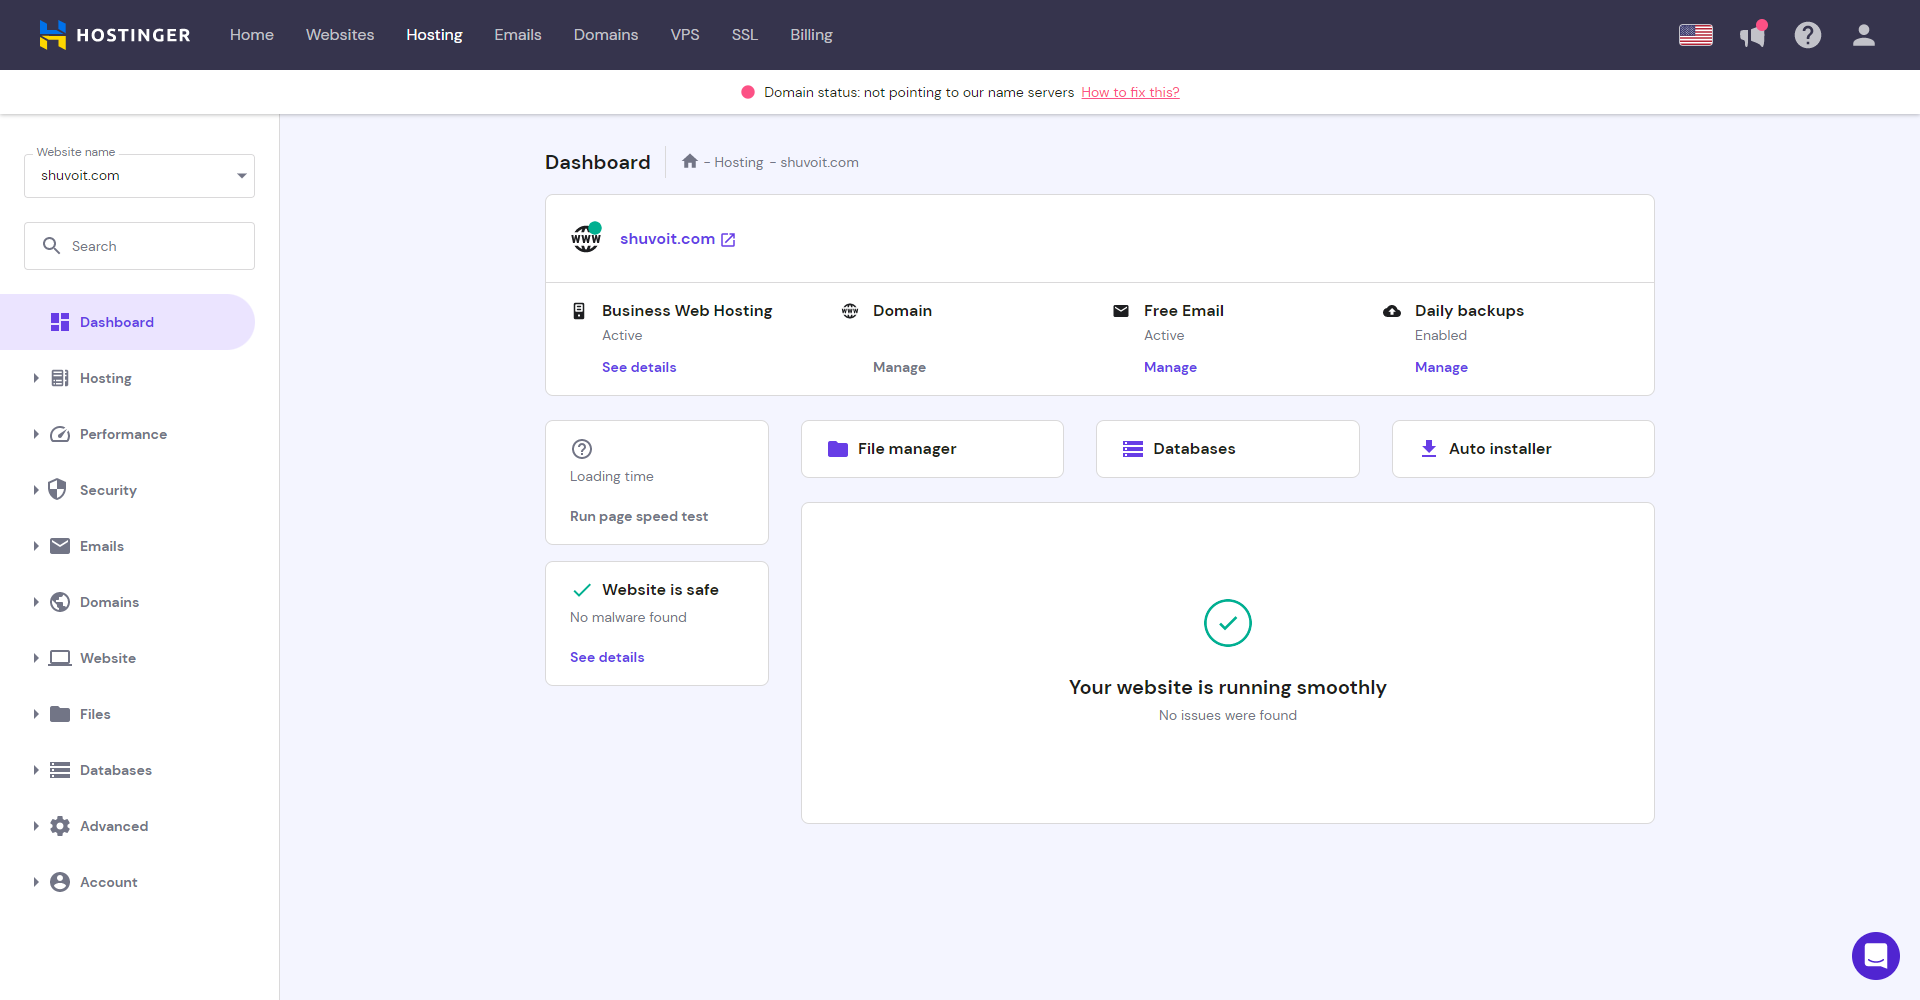 HOSTINGER Home Websites Hosting Emails Domains VPS SSL Billing
Domain status: not pointing to our name servers How to fix this?
Website name
shuvoit.com
Search
Dashboard
Hosting
Performance
Security
Emails
Domains
Website
Files
Databases
Advanced
Account
Dashboard - Hosting - shuvoit.com
www shuvoit.com
Business Web Hosting
Active
See details
www Domain
Manage
Free Email
Active
Manage
Daily backups
Enabled
Manage
Loading time
Run page speed test
Website is safe
No malware found
See details
File manager
Databases
Auto installer
Your website is running smoothly
No issues were found